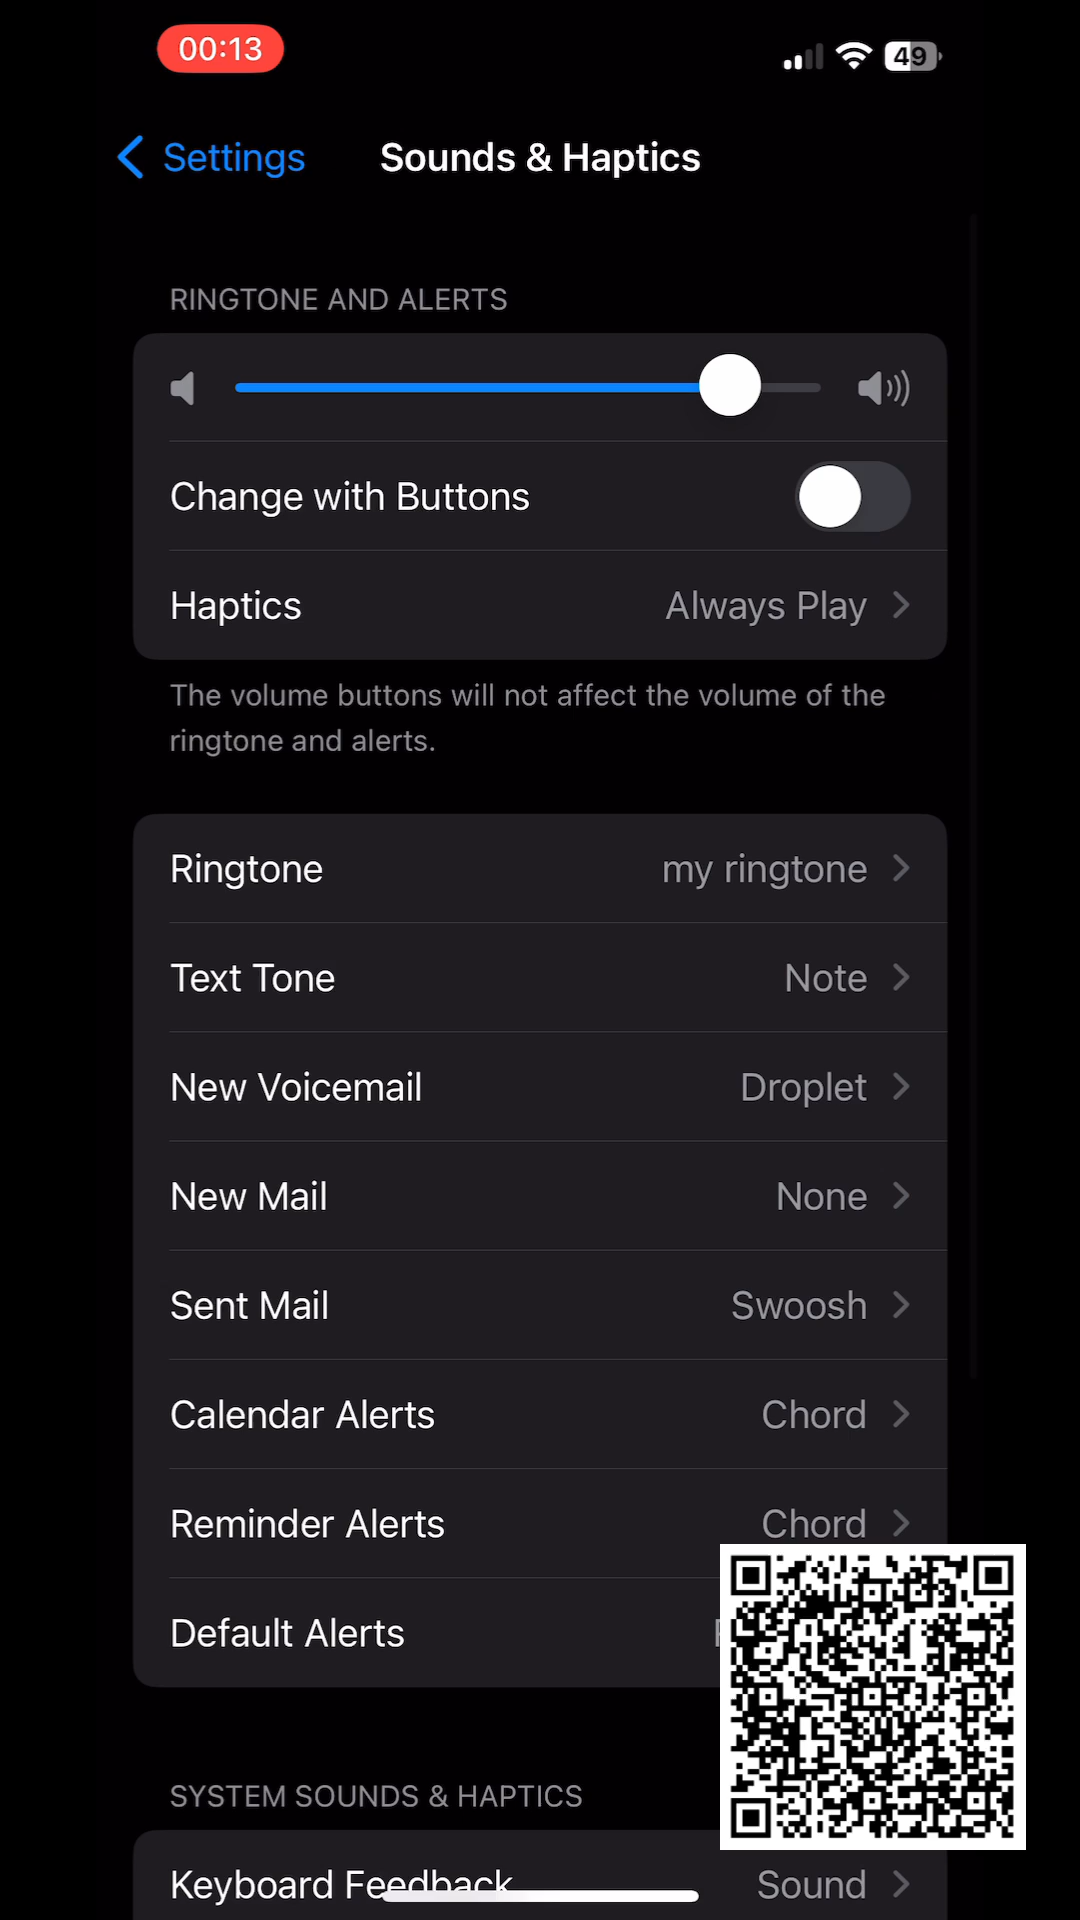 00:13
49
Settings
Sounds & Haptics
RINGTONE AND ALERTS
Change with Buttons
Haptics
Always Play
The volume buttons will not affect the volume of the
ringtone and alerts.
Ringtone
my ringtone
Text Tone
Note
New Voicemail
Droplet
New Mail
None
Sent Mail
Swoosh
Calendar Alerts
Chord
Reminder Alerts
Chord
Default Alerts
SYSTEM SOUNDS & HAPTICS
Keyboard Feedback
Sound